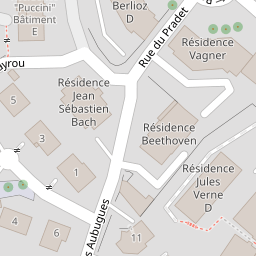 "Puccini"
Bâtiment
E
Berlioz
D
Rue du Pradet
Résidence
Vagner
Résidence
Jean
Sébastien
Bach
5
3
Résidence
Beethoven
1
Résidence
Jules
Verne
D
4
6
11
Aubugues